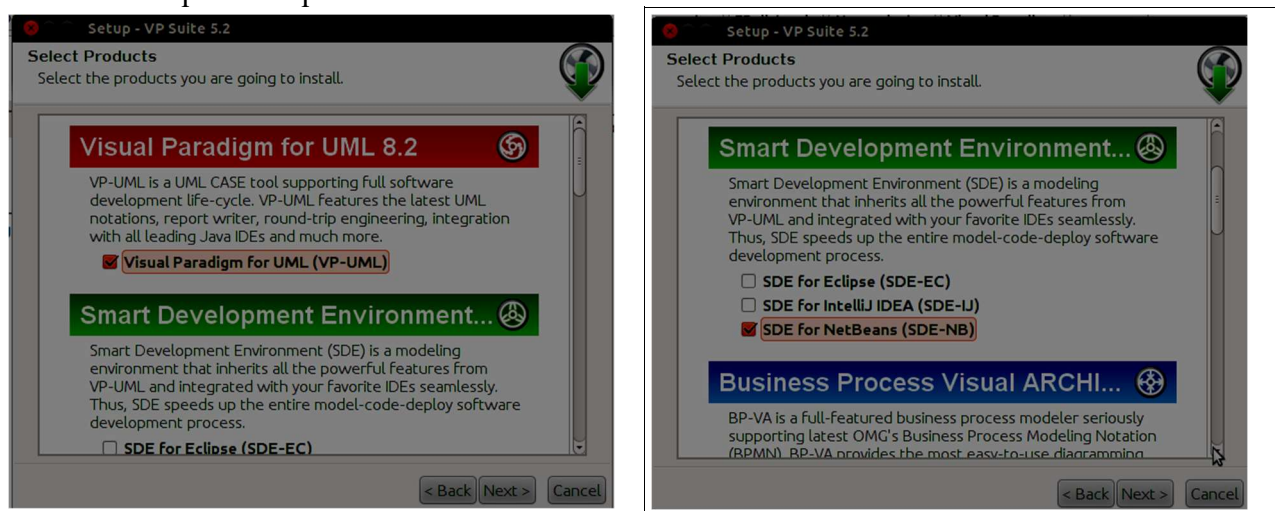 Setup - VP Suite 5.2
Select Products
Select the products you are going to install.
Visual Paradigm for UML 8.2
VP-UML is a UML CASE tool supporting full software
development life-cycle. VP-UML features the latest UML
notations, report writer, round-trip engineering, integration
with all leading Java IDEs and much more.
Visual Paradigm for UML (VP-UML)
Smart Development Environment...
Smart Development Environment (SDE) is a modeling
environment that inherits all the powerful features from
VP-UML and integrated with your favorite IDEs seamlessly.
Thus, SDE speeds up the entire model-code-deploy software
development process.
SDE for Eclipse (SDE-EC)
< Back Next > Cancel
Setup - VP Suite 5.2
Select Products
Select the products you are going to install.
Smart Development Environment...
Smart Development Environment (SDE) is a modeling
environment that inherits all the powerful features from
VP-UML and integrated with your favorite IDEs seamlessly.
Thus, SDE speeds up the entire model-code-deploy software
development process.
SDE for Eclipse (SDE-EC)
SDE for IntelliJ IDEA (SDE-IJ)
SDE for NetBeans (SDE-NB)
Business Process Visual ARCHI...
BP-VA is a full-featured business process modeler seriously
supporting latest OMG's Business Process Modeling Notation
(BPMN). BP-VA provides the most easy-to-use diagramming
< Back Next > Cancel